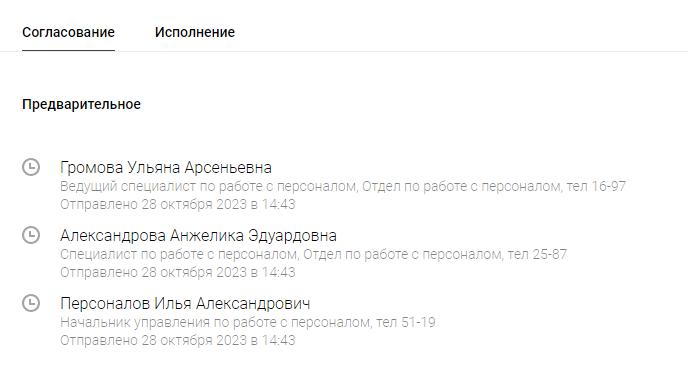 Согласование Исполнение
Предварительное
Громова Ульяна Арсеньевна
Ведущий специалист по работе с персоналом, Отдел по работе с персоналом, тел 16-97
Отправлено 28 октября 2023 в 14:43
Александрова Анжелика Эдуардовна
Специалист по работе с персоналом, Отдел по работе с персоналом, тел 25-87
Отправлено 28 октября 2023 в 14:43
Персоналов Илья Александрович
Начальник управления по работе с персоналом, тел 51-19
Отправлено 28 октября 2023 в 14:43